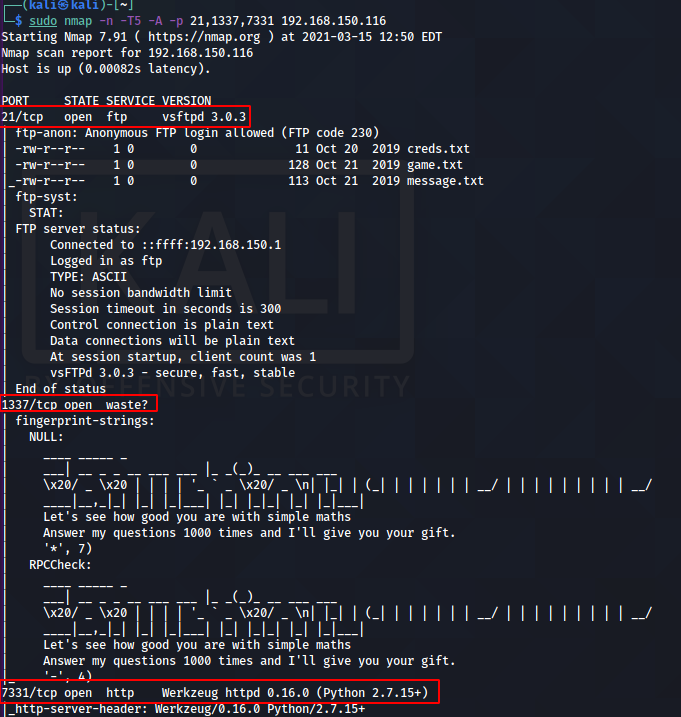 ┌──(kali㉿kali)-[~]
└─$ sudo nmap -n -T5 -A -p 21,1337,7331 192.168.150.116
Starting Nmap 7.91 ( https://nmap.org ) at 2021-03-15 12:50 EDT
Nmap scan report for 192.168.150.116
Host is up (0.00082s latency).

PORT     STATE SERVICE VERSION
21/tcp   open  ftp     vsftpd 3.0.3
| ftp-anon: Anonymous FTP login allowed (FTP code 230)
| -rw-r--r--    1 0        0              11 Oct 20  2019 creds.txt
| -rw-r--r--    1 0        0             128 Oct 21  2019 game.txt
|_-rw-r--r--    1 0        0             113 Oct 21  2019 message.txt
| ftp-syst:
|   STAT:
| FTP server status:
|      Connected to ::ffff:192.168.150.1
|      Logged in as ftp
|      TYPE: ASCII
|      No session bandwidth limit
|      Session timeout in seconds is 300
|      Control connection is plain text
|      Data connections will be plain text
|      At session startup, client count was 1
|      vsFTPd 3.0.3 - secure, fast, stable
|_End of status
1337/tcp open  waste?
| fingerprint-strings:
|   NULL:
|     ____ _____ _
|     ___| __ _ _ __ ___ ___ |_ _(_)_ __ ___ ___
|     \x20/ _ \x20 | | | | '_ ` _ \x20/ _ \n| |_| | (_| | | | | | | __/ | | | | | | | | | __/
|     ____|__,_|_| |_| |_|___| |_| |_|_| |_| |_|___|
|     Let's see how good you are with simple maths
|     Answer my questions 1000 times and I'll give you your gift.
|     '*', 7)
|   RPCCheck:
|     ____ _____ _
|     ___| __ _ _ __ ___ ___ |_ _(_)_ __ ___ ___
|     \x20/ _ \x20 | | | | '_ ` _ \x20/ _ \n| |_| | (_| | | | | | | __/ | | | | | | | | | __/
|     ____|__,_|_| |_| |_|___| |_| |_|_| |_| |_|___|
|     Let's see how good you are with simple maths
|     Answer my questions 1000 times and I'll give you your gift.
|_    '-', 4)
7331/tcp open  http    Werkzeug httpd 0.16.0 (Python 2.7.15+)
|_http-server-header: Werkzeug/0.16.0 Python/2.7.15+
KALI
BY OFFENSIVE SECURITY